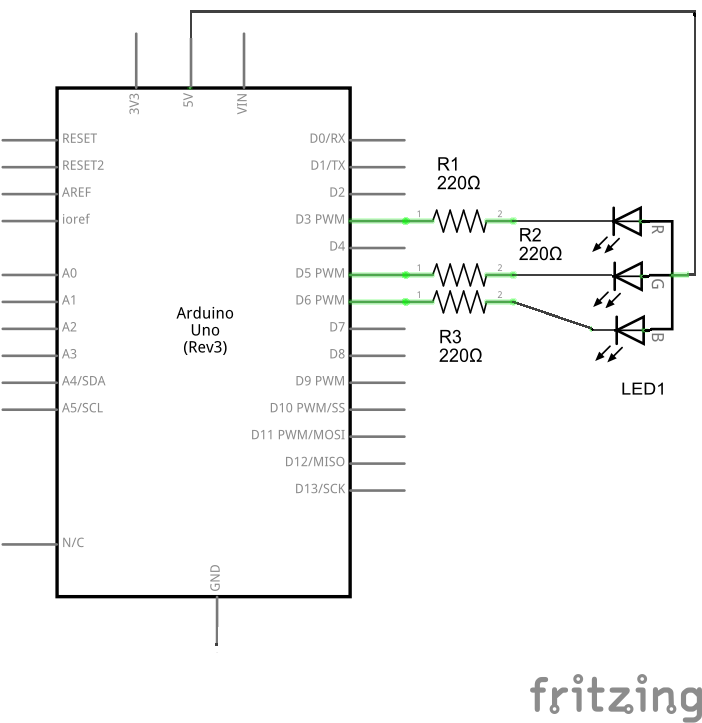 3V3
5V
VIN
RESET
RESET2
AREF
ioref
A0
A1
A2
A3
A4/SDA
A5/SCL
N/C
Arduino
Uno
(Rev3)
D0/RX
D1/TX
D2
D3 PWM
D4
D5 PWM
D6 PWM
D7
D8
D9 PWM
D10 PWM/SS
D11 PWM/MOSI
D12/MISO
D13/SCK
GND
R1
220Ω
1 2
R2
220Ω
1 2
1 2
R3
220Ω
R
G
B
LED1
fritzing